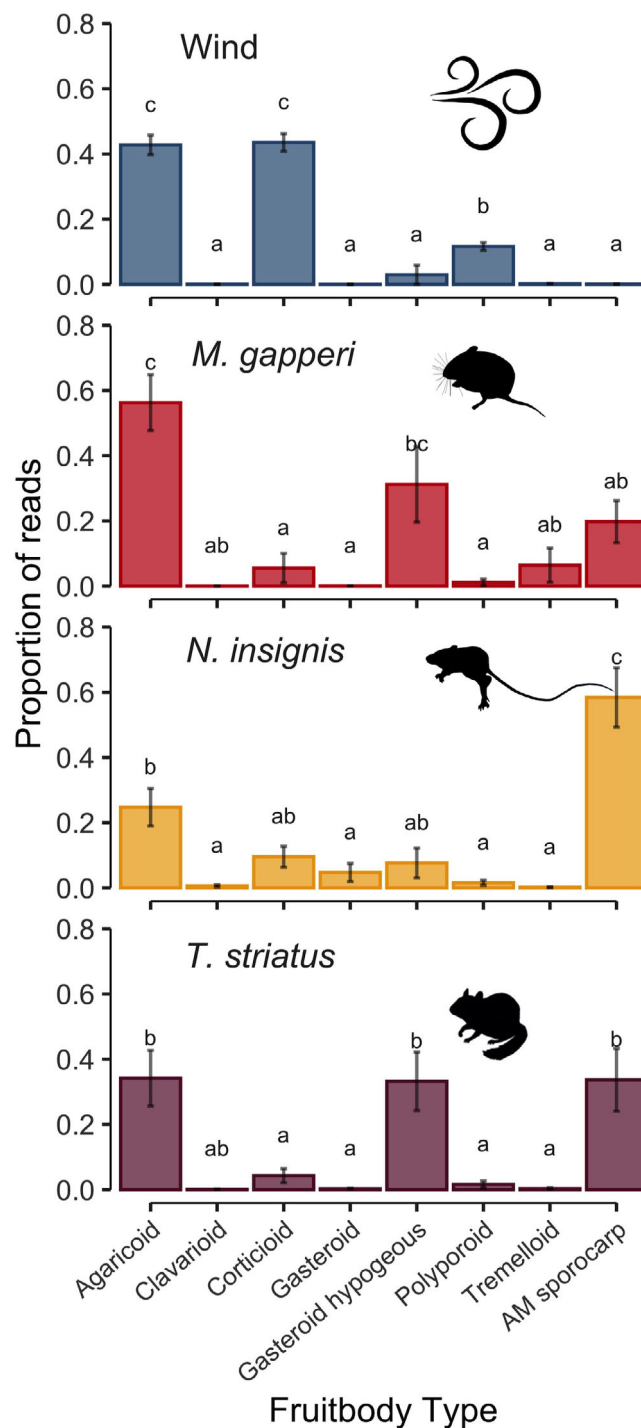 Wind
0.8
0.6
0.4
0.2
0.0
c
a
c
a
a
b
a
a
M. gapperi
0.8
0.6
0.4
0.2
0.0
c
ab
a
a
bc
a
ab
ab
N. insignis
0.8
0.6
0.4
0.2
0.0
b
a
ab
a
ab
a
a
c
T. striatus
0.8
0.6
0.4
0.2
0.0
b
ab
a
a
b
a
a
b
Proportion of reads
Agaricoid
Clavarioid
Corticioid
Gasteroid
Gasteroid hypogeous
Polyporoid
Tremelloid
AM sporocarp
Fruitbody Type